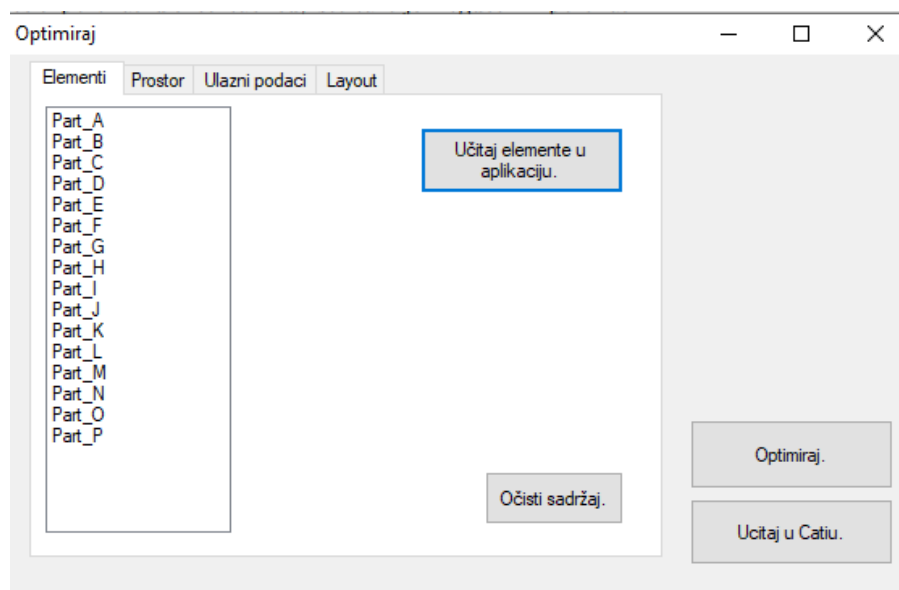 Optimiraj
Elementi Prostor Ulazni podaci Layout
Part_A
Part_B
Part_C
Part_D
Part_E
Part_F
Part_G
Part_H
Part_I
Part_J
Part_K
Part_L
Part_M
Part_N
Part_O
Part_P
Učitaj elemente u
aplikaciju.
Očisti sadržaj.
Optimiraj.
Ucitaj u Catiu.